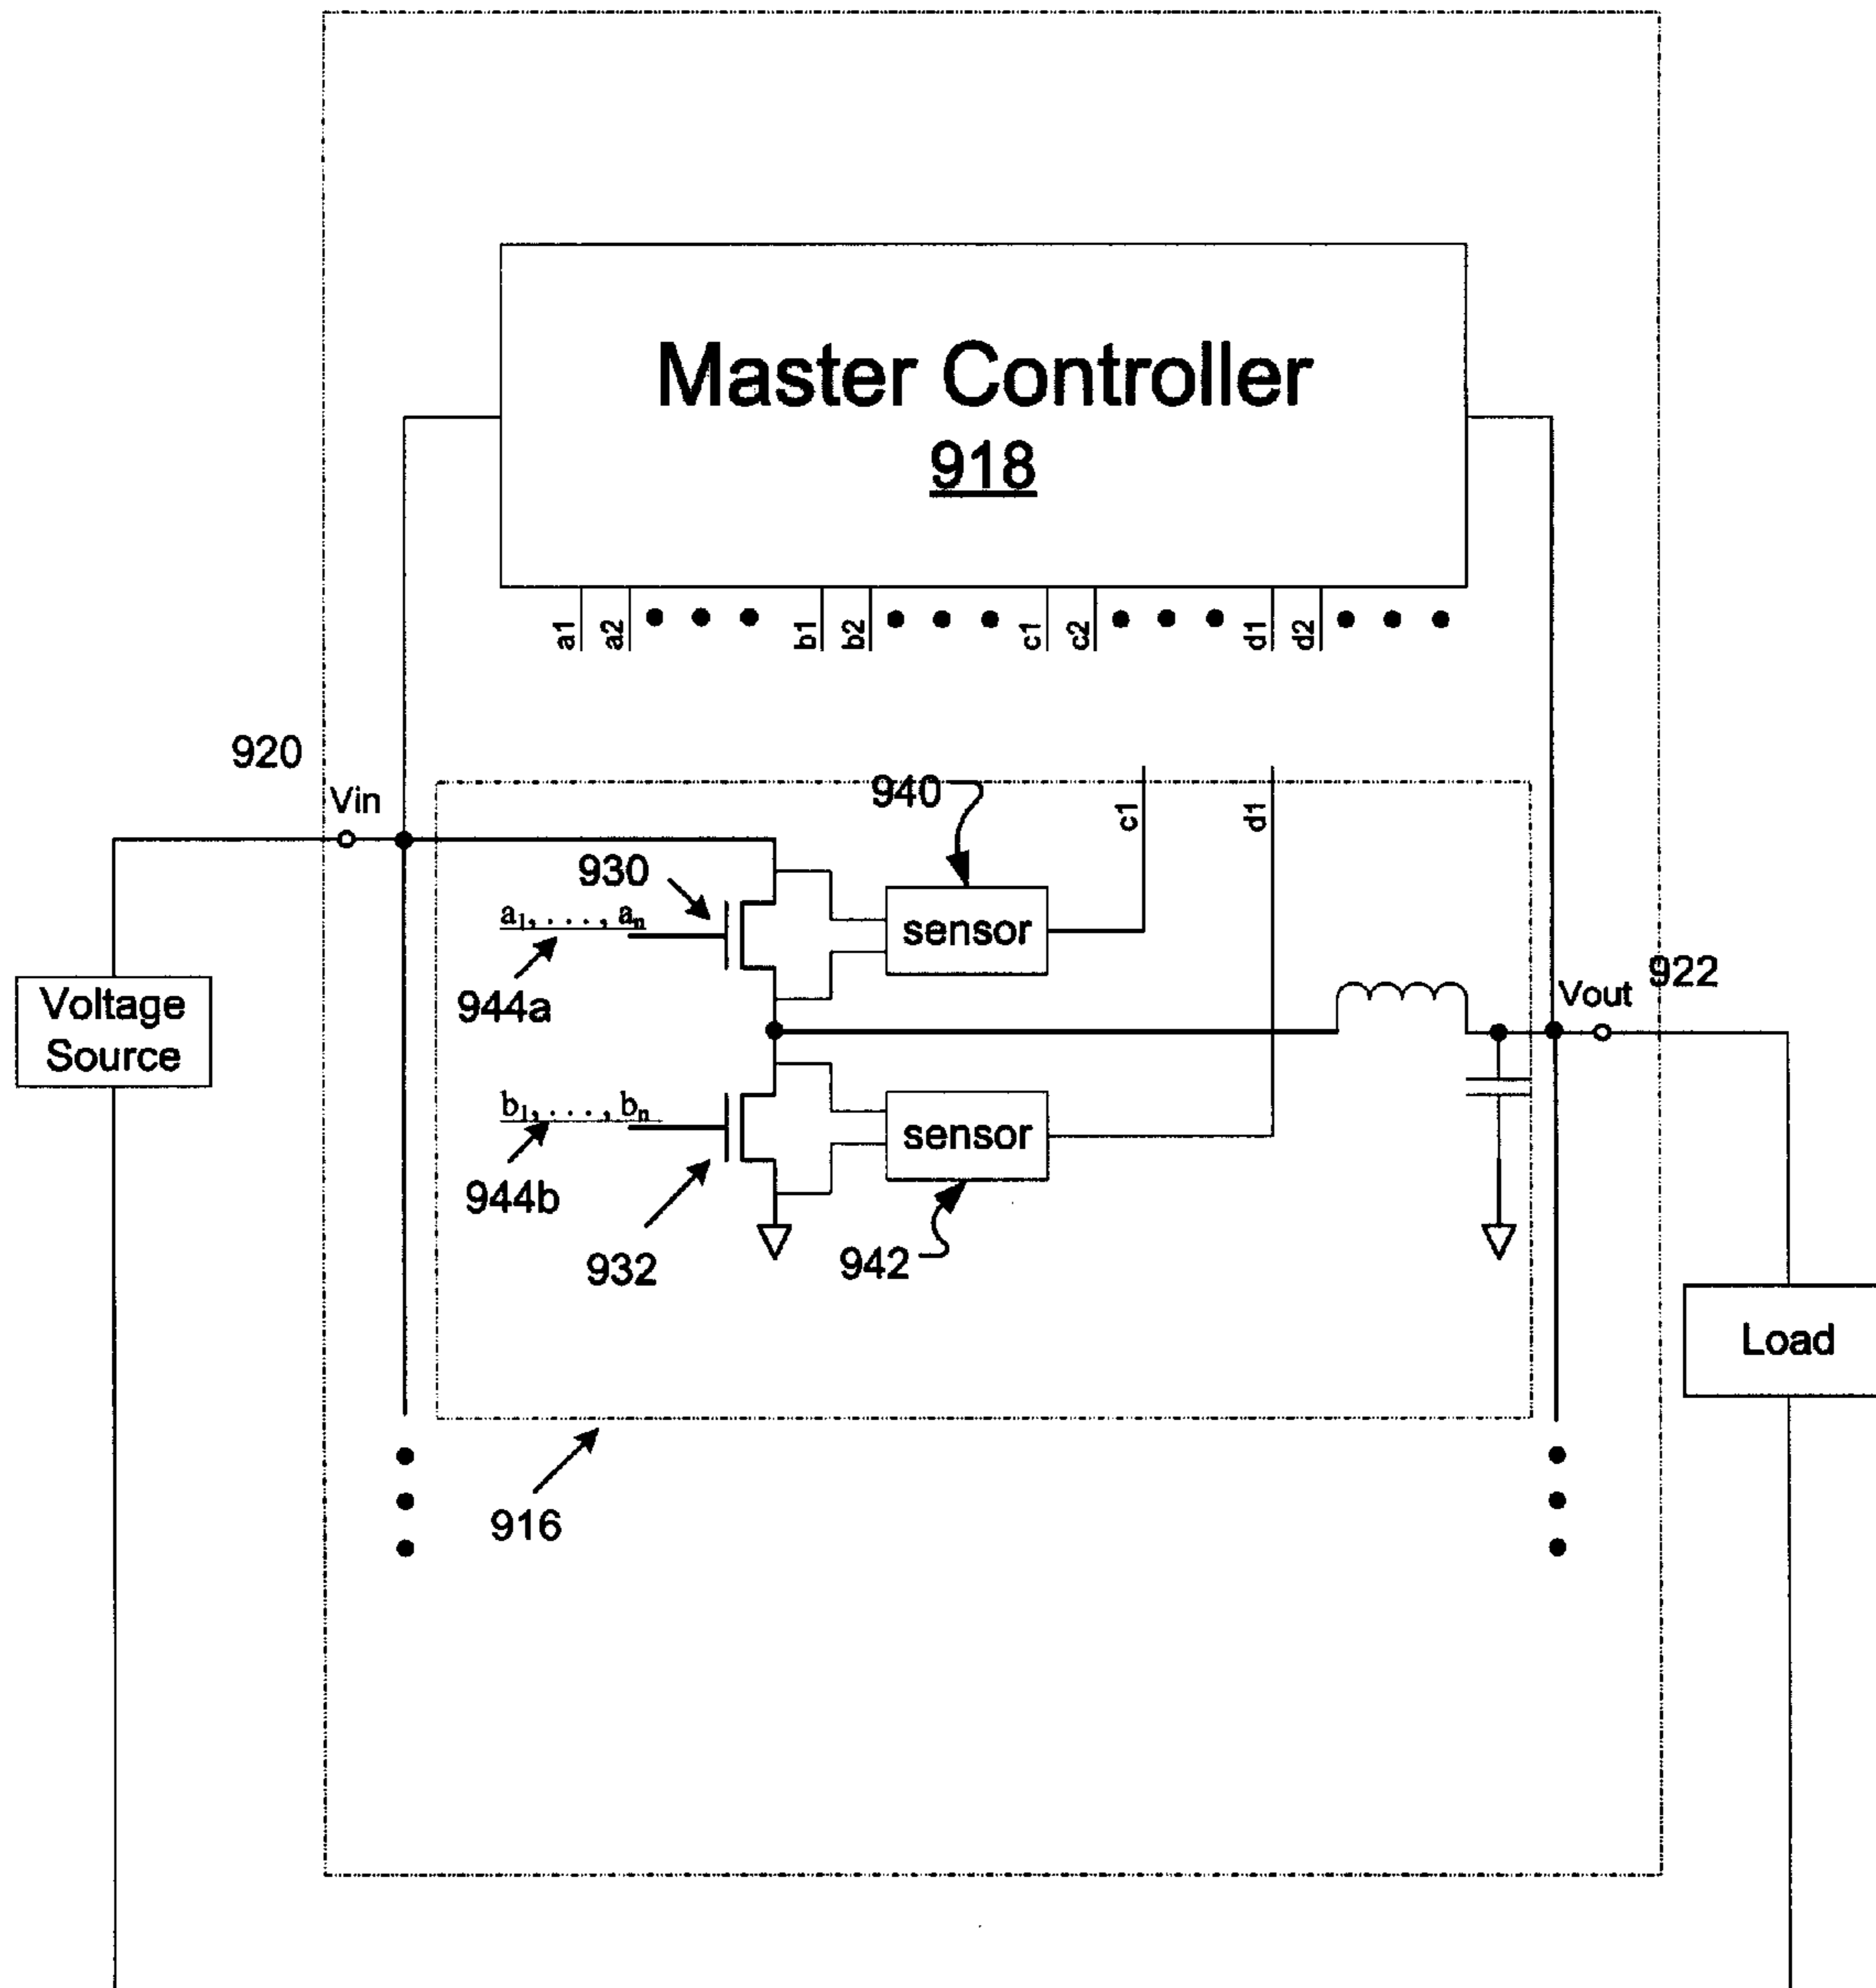 Master Controller
918
a1 a2 b1 b2 c1 c2 d1 d2
920
Vin
940
c1
d1
930
a₁, . . . , aₙ
sensor
944a
922
Vout
Voltage
Source
b₁, . . . , bₙ
sensor
944b
932
942
Load
916